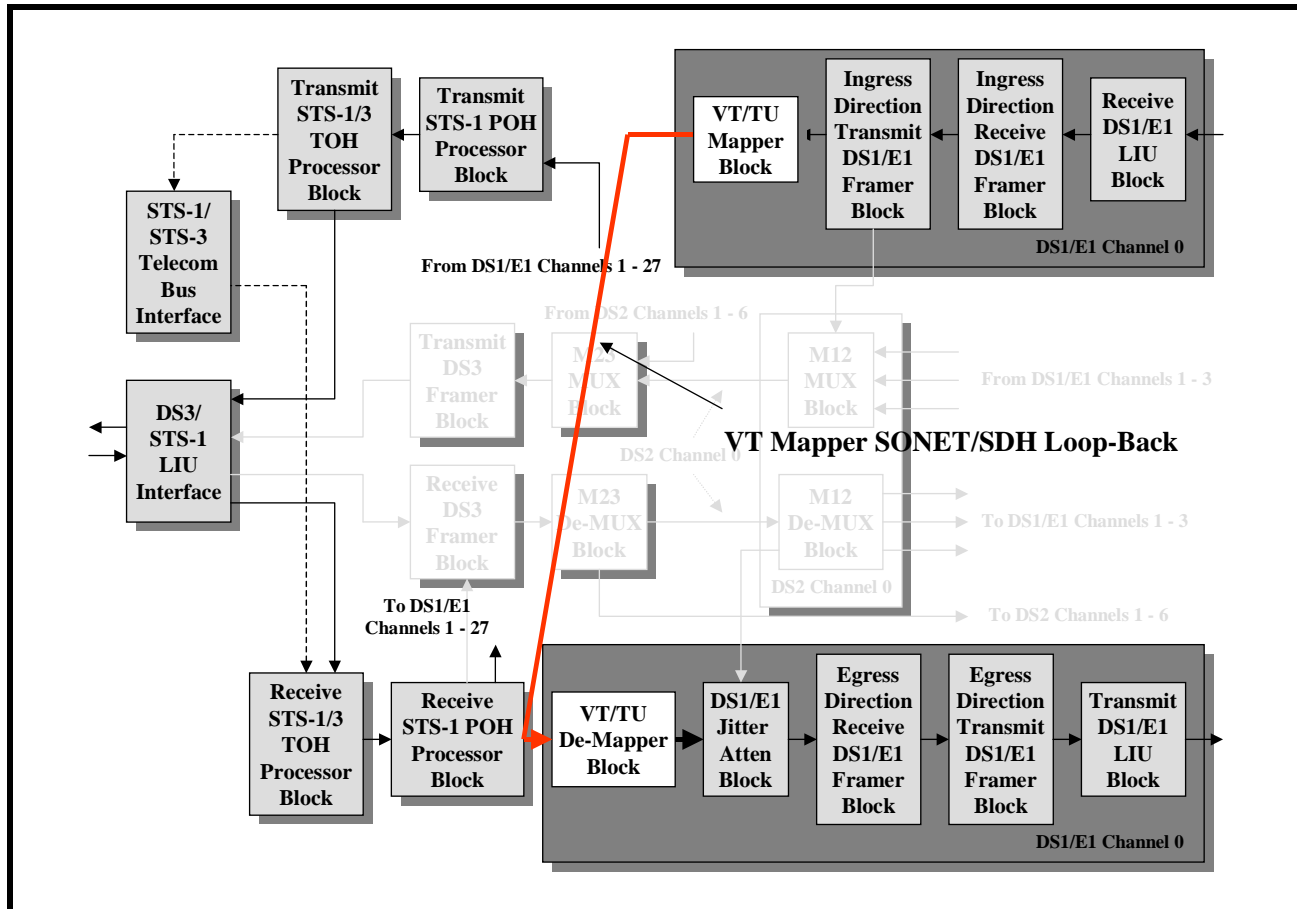 Transmit
STS-1/3
TOH
Processor
Block
Transmit
STS-1 POH
Processor
Block
VT/TU
Mapper
Block
Ingress
Direction
Transmit
DS1/E1
Framer
Block
Ingress
Direction
Receive
DS1/E1
Framer
Block
Receive
DS1/E1
LIU
Block
DS1/E1 Channel 0
STS-1/
STS-3
Telecom
Bus
Interface
From DS1/E1 Channels 1 - 27
From DS2 Channels 1 - 6
Transmit
DS3
Framer
Block
M23
MUX
Block
M12
MUX
Block
From DS1/E1 Channels 1 - 3
DS3/
STS-1
LIU
Interface
VT Mapper SONET/SDH Loop-Back
DS2 Channel 0
Receive
DS3
Framer
Block
M23
De-MUX
Block
M12
De-MUX
Block
DS2 Channel 0
To DS1/E1 Channels 1 - 3
To DS1/E1
Channels 1 - 27
To DS2 Channels 1 - 6
Receive
STS-1/3
TOH
Processor
Block
Receive
STS-1 POH
Processor
Block
VT/TU
De-Mapper
Block
DS1/E1
Jitter
Atten
Block
Egress
Direction
Receive
DS1/E1
Framer
Block
Egress
Direction
Transmit
DS1/E1
Framer
Block
Transmit
DS1/E1
LIU
Block
DS1/E1 Channel 0